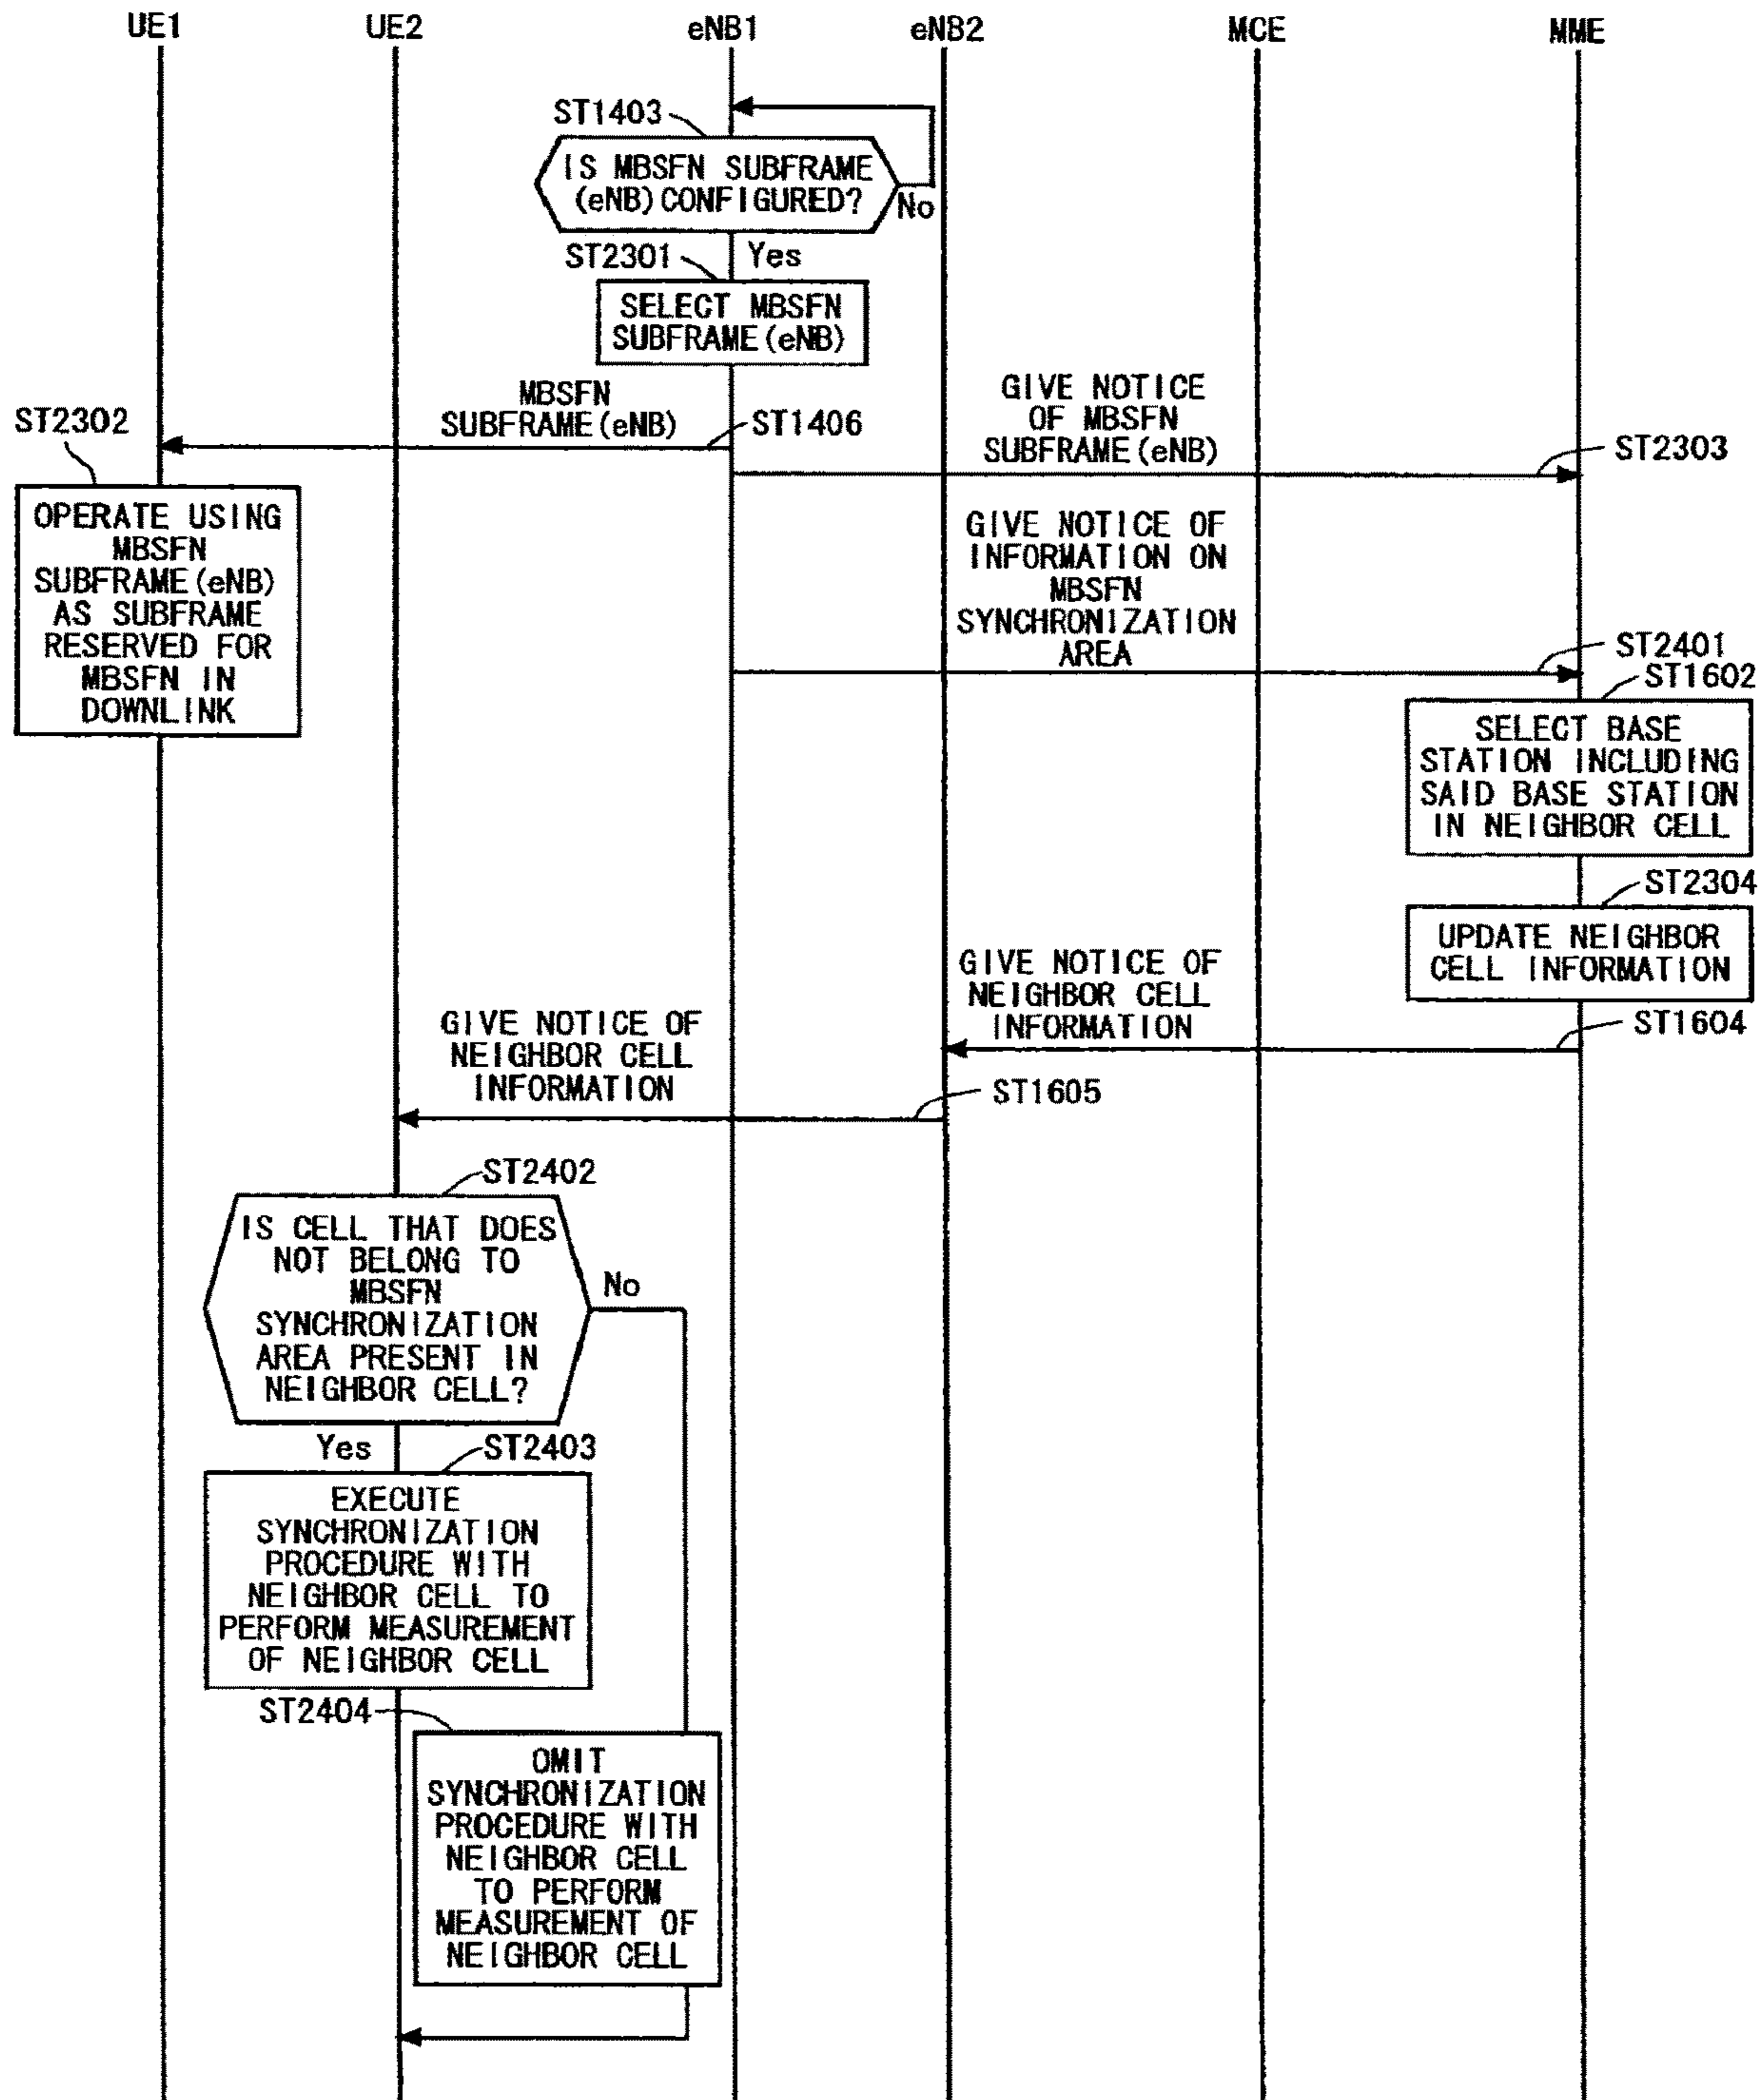 UE1
UE2
eNB1
eNB2
MCE
MME
ST1403
IS MBSFN SUBFRAME
(eNB) CONFIGURED?
No
Yes
ST2301
SELECT MBSFN
SUBFRAME (eNB)
MBSFN
SUBFRAME (eNB)
ST1406
ST2302
OPERATE USING
MBSFN
SUBFRAME (eNB)
AS SUBFRAME
RESERVED FOR
MBSFN IN
DOWNLINK
GIVE NOTICE
OF MBSFN
SUBFRAME (eNB)
ST2303
GIVE NOTICE OF
INFORMATION ON
MBSFN
SYNCHRONIZATION
AREA
ST2401
ST1602
SELECT BASE
STATION INCLUDING
SAID BASE STATION
IN NEIGHBOR CELL
ST2304
UPDATE NEIGHBOR
CELL INFORMATION
GIVE NOTICE OF
NEIGHBOR CELL
INFORMATION
ST1604
GIVE NOTICE OF
NEIGHBOR CELL
INFORMATION
ST1605
ST2402
IS CELL THAT DOES
NOT BELONG TO
MBSFN
SYNCHRONIZATION
AREA PRESENT IN
NEIGHBOR CELL?
No
Yes
ST2403
EXECUTE
SYNCHRONIZATION
PROCEDURE WITH
NEIGHBOR CELL TO
PERFORM MEASUREMENT
OF NEIGHBOR CELL
ST2404
OMIT
SYNCHRONIZATION
PROCEDURE WITH
NEIGHBOR CELL
TO PERFORM
MEASUREMENT OF
NEIGHBOR CELL